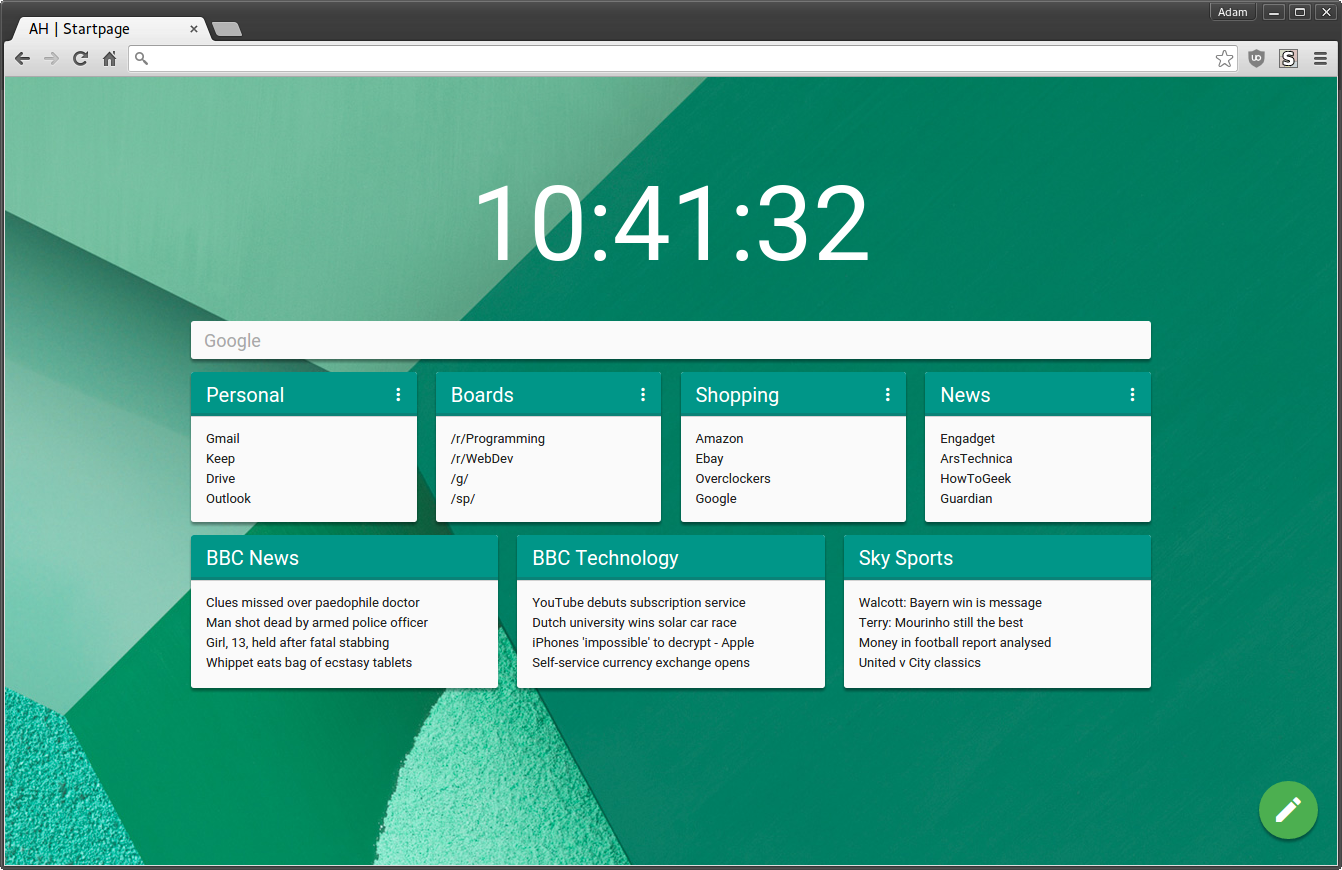 Adam
AH | Startpage
UO
S
10:41:32
Google
Personal
Gmail
Keep
Drive
Outlook
Boards
/r/Programming
/r/WebDev
/g/
/sp/
Shopping
Amazon
Ebay
Overclockers
Google
News
Engadget
ArsTechnica
HowToGeek
Guardian
BBC News
Clues missed over paedophile doctor
Man shot dead by armed police officer
Girl, 13, held after fatal stabbing
Whippet eats bag of ecstasy tablets
BBC Technology
YouTube debuts subscription service
Dutch university wins solar car race
iPhones 'impossible' to decrypt - Apple
Self-service currency exchange opens
Sky Sports
Walcott: Bayern win is message
Terry: Mourinho still the best
Money in football report analysed
United v City classics